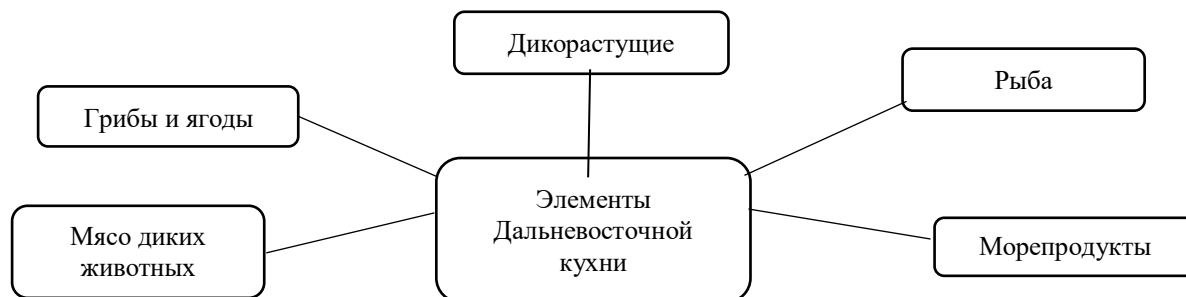 Дикорастущие
Рыба
Грибы и ягоды
Элементы
Дальневосточной
кухни
Мясо диких
животных
Морепродукты